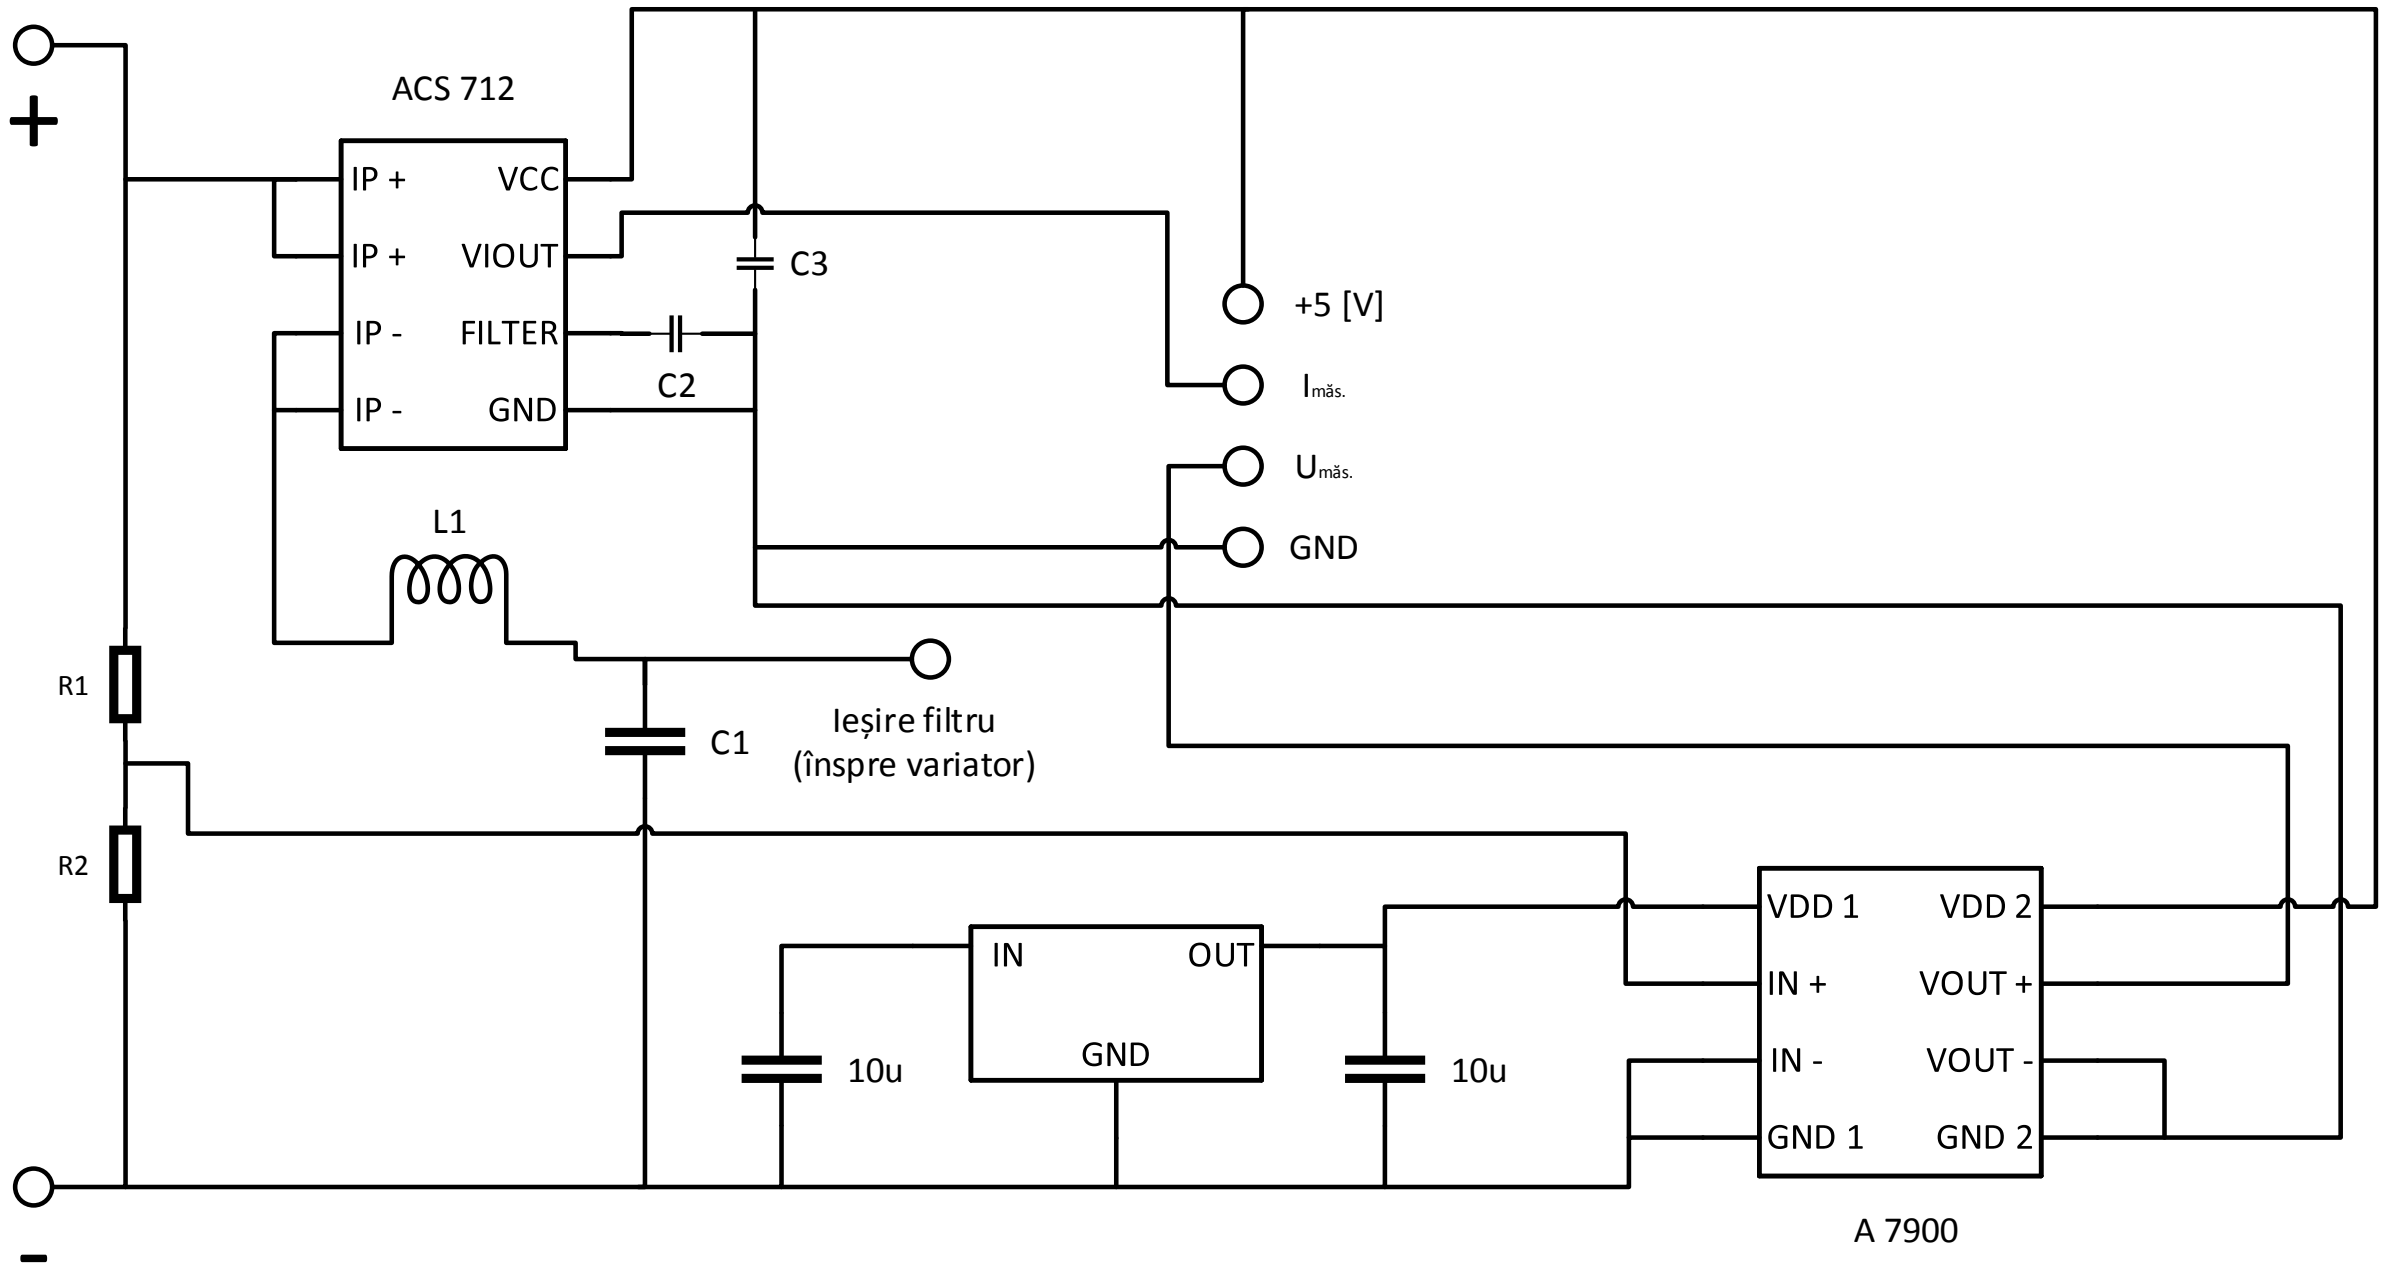 +
ACS 712
IP +
VCC
IP +
VIOUT
IP -
FILTER
IP -
GND
C3
C2
+5 [V]
Imăs.
Umăs.
GND
L1
R1
Ieșire filtru
(înspre variator)
C1
R2
IN
OUT
GND
10u
10u
VDD 1
VDD 2
IN +
VOUT +
IN -
VOUT -
GND 1
GND 2
A 7900
-